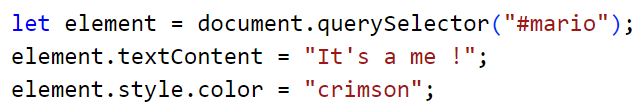 let element = document.querySelector("#mario");
element.textContent = "It's a me !";
element.style.color = "crimson";